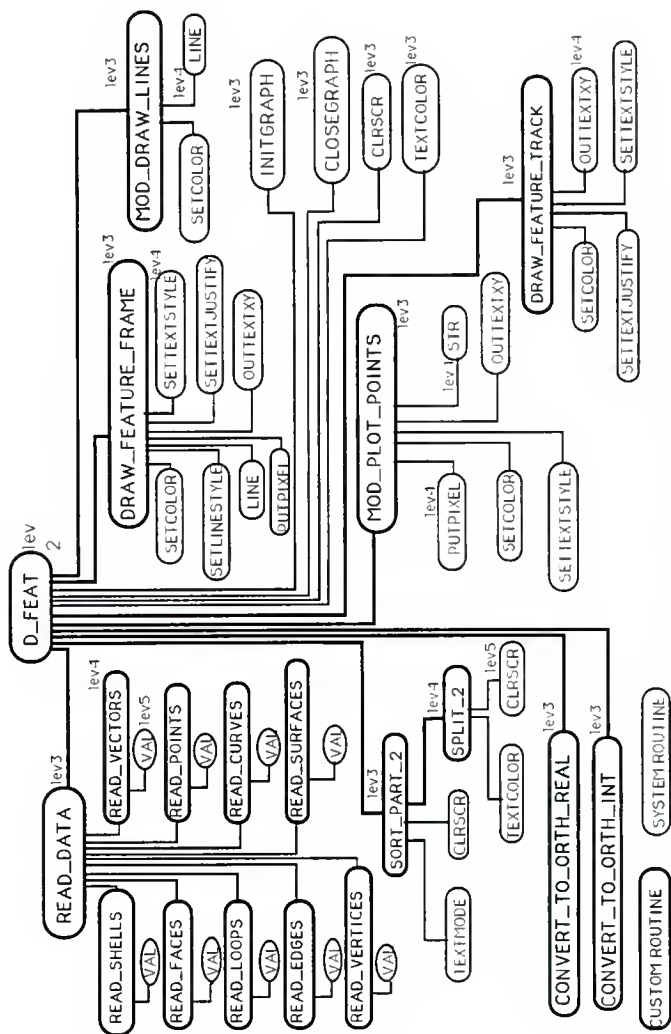 D_FEAT
lev
2
READ_DATA
lev3
READ_SHELLS
VAL
READ_FACES
VAL
READ_LOOPS
VAL
READ_EDGES
VAL
READ_VERTICES
VAL
READ_VECTORS
lev4
VAL
lev5
READ_POINTS
VAL
READ_CURVES
VAL
READ_SURFACES
VAL
SORT_PART_2
lev3
TEXTMODE
CLRSCR
SPLIT_2
lev4
TEXTCOLOR
CLRSCR
lev5
CONVERT_TO_ORTH_REAL
lev3
CONVERT_TO_ORTH_INT
lev3
DRAW_FEATURE_FRAME
lev3
SETCOLOR
SETLINESTYLE
LINE
PUTPIXEL
SETTEXTSTYLE
lev4
SETTEXTJUSTIFY
OUTTEXTXY
MOD_DRAW_LINES
lev3
SETCOLOR
LINE
lev4
INITGRAPH
lev3
CLOSEGRAPH
lev3
CLRSCR
lev3
TEXTCOLOR
lev3
MOD_PLOT_POINTS
lev3
PUTPIXEL
lev4
SETCOLOR
SETTEXTSTYLE
STR
OUTTEXTXY
DRAW_FEATURE_TRACK
lev3
SETCOLOR
SETTEXTJUSTIFY
OUTTEXTXY
lev4
SETTEXTSTYLE
CUSTOM ROUTINE
SYSTEM ROUTINE